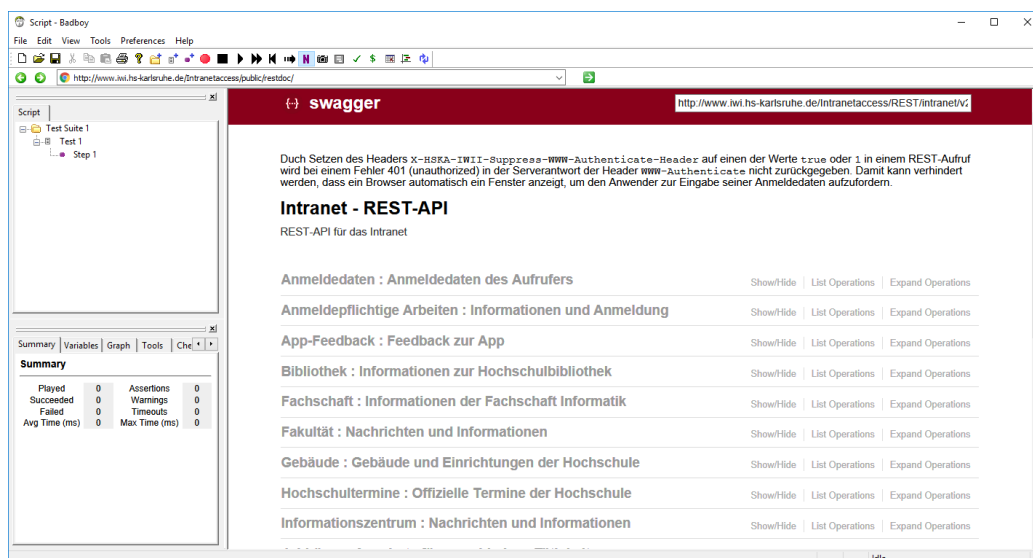 Script - Badboy
File Edit View Tools Preferences Help
http://www.iwi.hs-karlsruhe.de/Intranetaccess/public/restdoc/
Script
Test Suite 1
Test 1
Step 1
Summary Variables Graph Tools Che
Summary
Played 0 Assertions 0
Succeeded 0 Warnings 0
Failed 0 Timeouts 0
Avg Time (ms) 0 Max Time (ms) 0
{··} swagger
http://www.iwi.hs-karlsruhe.de/Intranetaccess/REST/intranet/v2
Duch Setzen des Headers X-HSKA-IWII-Suppress-WWW-Authenticate-Header auf einen der Werte true oder 1 in einem REST-Aufruf
wird bei einem Fehler 401 (unauthorized) in der Serverantwort der Header WWW-Authenticate nicht zurückgegeben. Damit kann verhindert
werden, dass ein Browser automatisch ein Fenster anzeigt, um den Anwender zur Eingabe seiner Anmeldedaten aufzufordern.
Intranet - REST-API
REST-API für das Intranet
Anmeldedaten : Anmeldedaten des Aufrufers Show/Hide List Operations Expand Operations
Anmeldepflichtige Arbeiten : Informationen und Anmeldung Show/Hide List Operations Expand Operations
App-Feedback : Feedback zur App Show/Hide List Operations Expand Operations
Bibliothek : Informationen zur Hochschulbibliothek Show/Hide List Operations Expand Operations
Fachschaft : Informationen der Fachschaft Informatik Show/Hide List Operations Expand Operations
Fakultät : Nachrichten und Informationen Show/Hide List Operations Expand Operations
Gebäude : Gebäude und Einrichtungen der Hochschule Show/Hide List Operations Expand Operations
Hochschultermine : Offizielle Termine der Hochschule Show/Hide List Operations Expand Operations
Informationszentrum : Nachrichten und Informationen Show/Hide List Operations Expand Operations